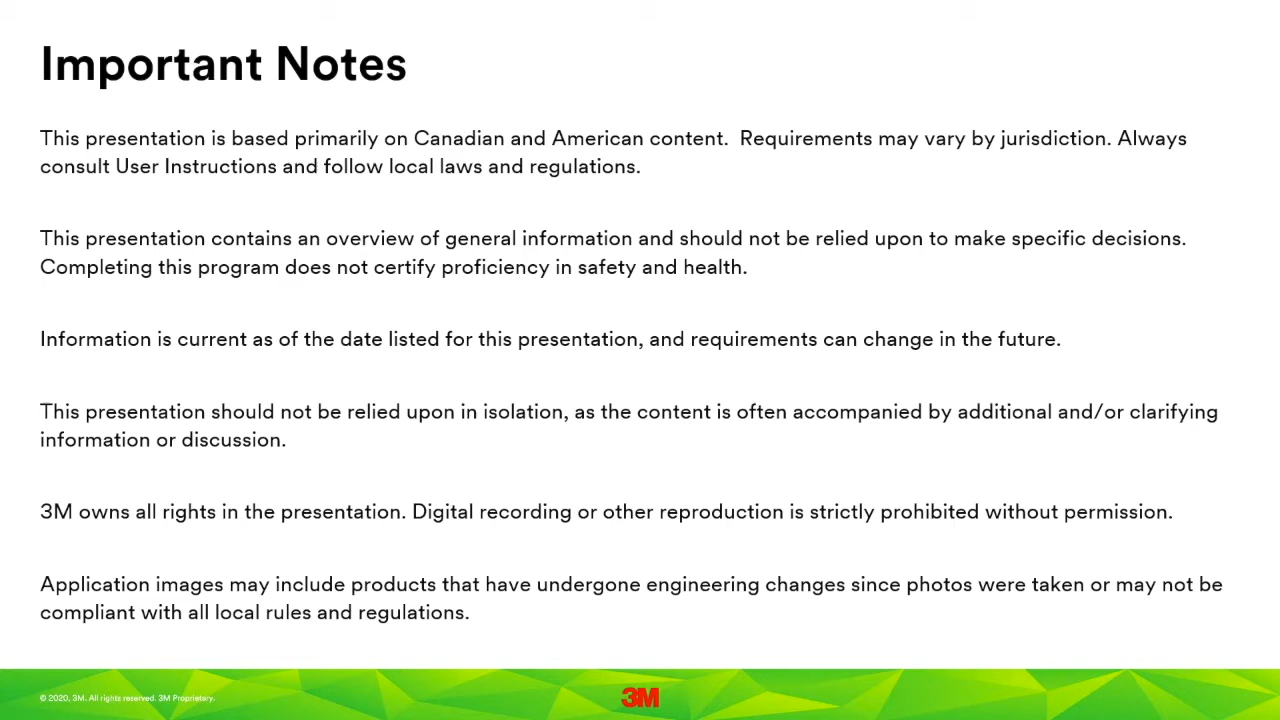 Important Notes
This presentation is based primarily on Canadian and American content.  Requirements may vary by jurisdiction. Always
consult User Instructions and follow local laws and regulations.
This presentation contains an overview of general information and should not be relied upon to make specific decisions.
Completing this program does not certify proficiency in safety and health.
Information is current as of the date listed for this presentation, and requirements can change in the future.
This presentation should not be relied upon in isolation, as the content is often accompanied by additional and/or clarifying
information or discussion.
3M owns all rights in the presentation. Digital recording or other reproduction is strictly prohibited without permission.
Application images may include products that have undergone engineering changes since photos were taken or may not be
compliant with all local rules and regulations.
© 2020, 3M. All rights reserved. 3M Proprietary.
3M